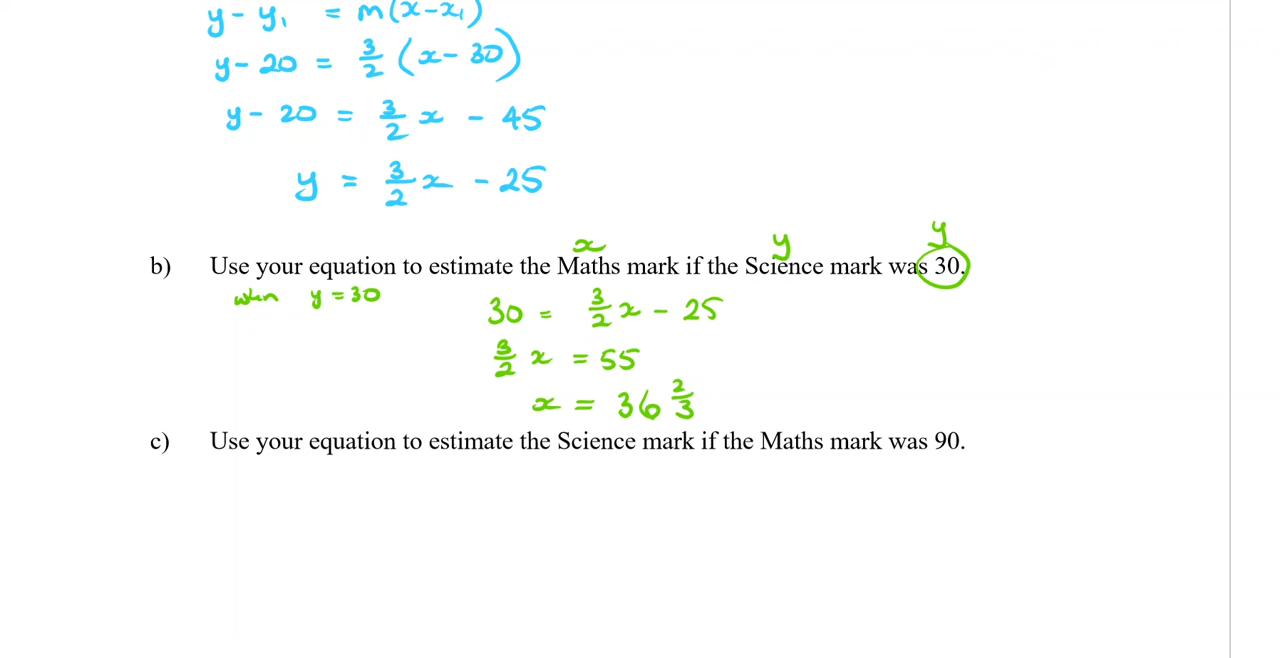 y - y₁ = m(x - x₁)
y - 20 = 3/2 (x - 30)
y - 20 = 3/2 x - 45
y = 3/2 x - 25
x y y
b) Use your equation to estimate the Maths mark if the Science mark was 30.
when y = 30
30 = 3/2 x - 25
3/2 x = 55
x = 36 2/3
c) Use your equation to estimate the Science mark if the Maths mark was 90.